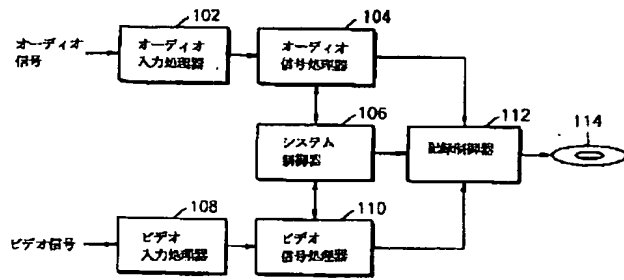 102
104
オーディオ
信号
オーディオ
入力処理器
オーディオ
信号処理器
106
112
114
システム
制御器
記録制御器
108
110
ビデオ信号
ビデオ
入力処理器
ビデオ
信号処理器